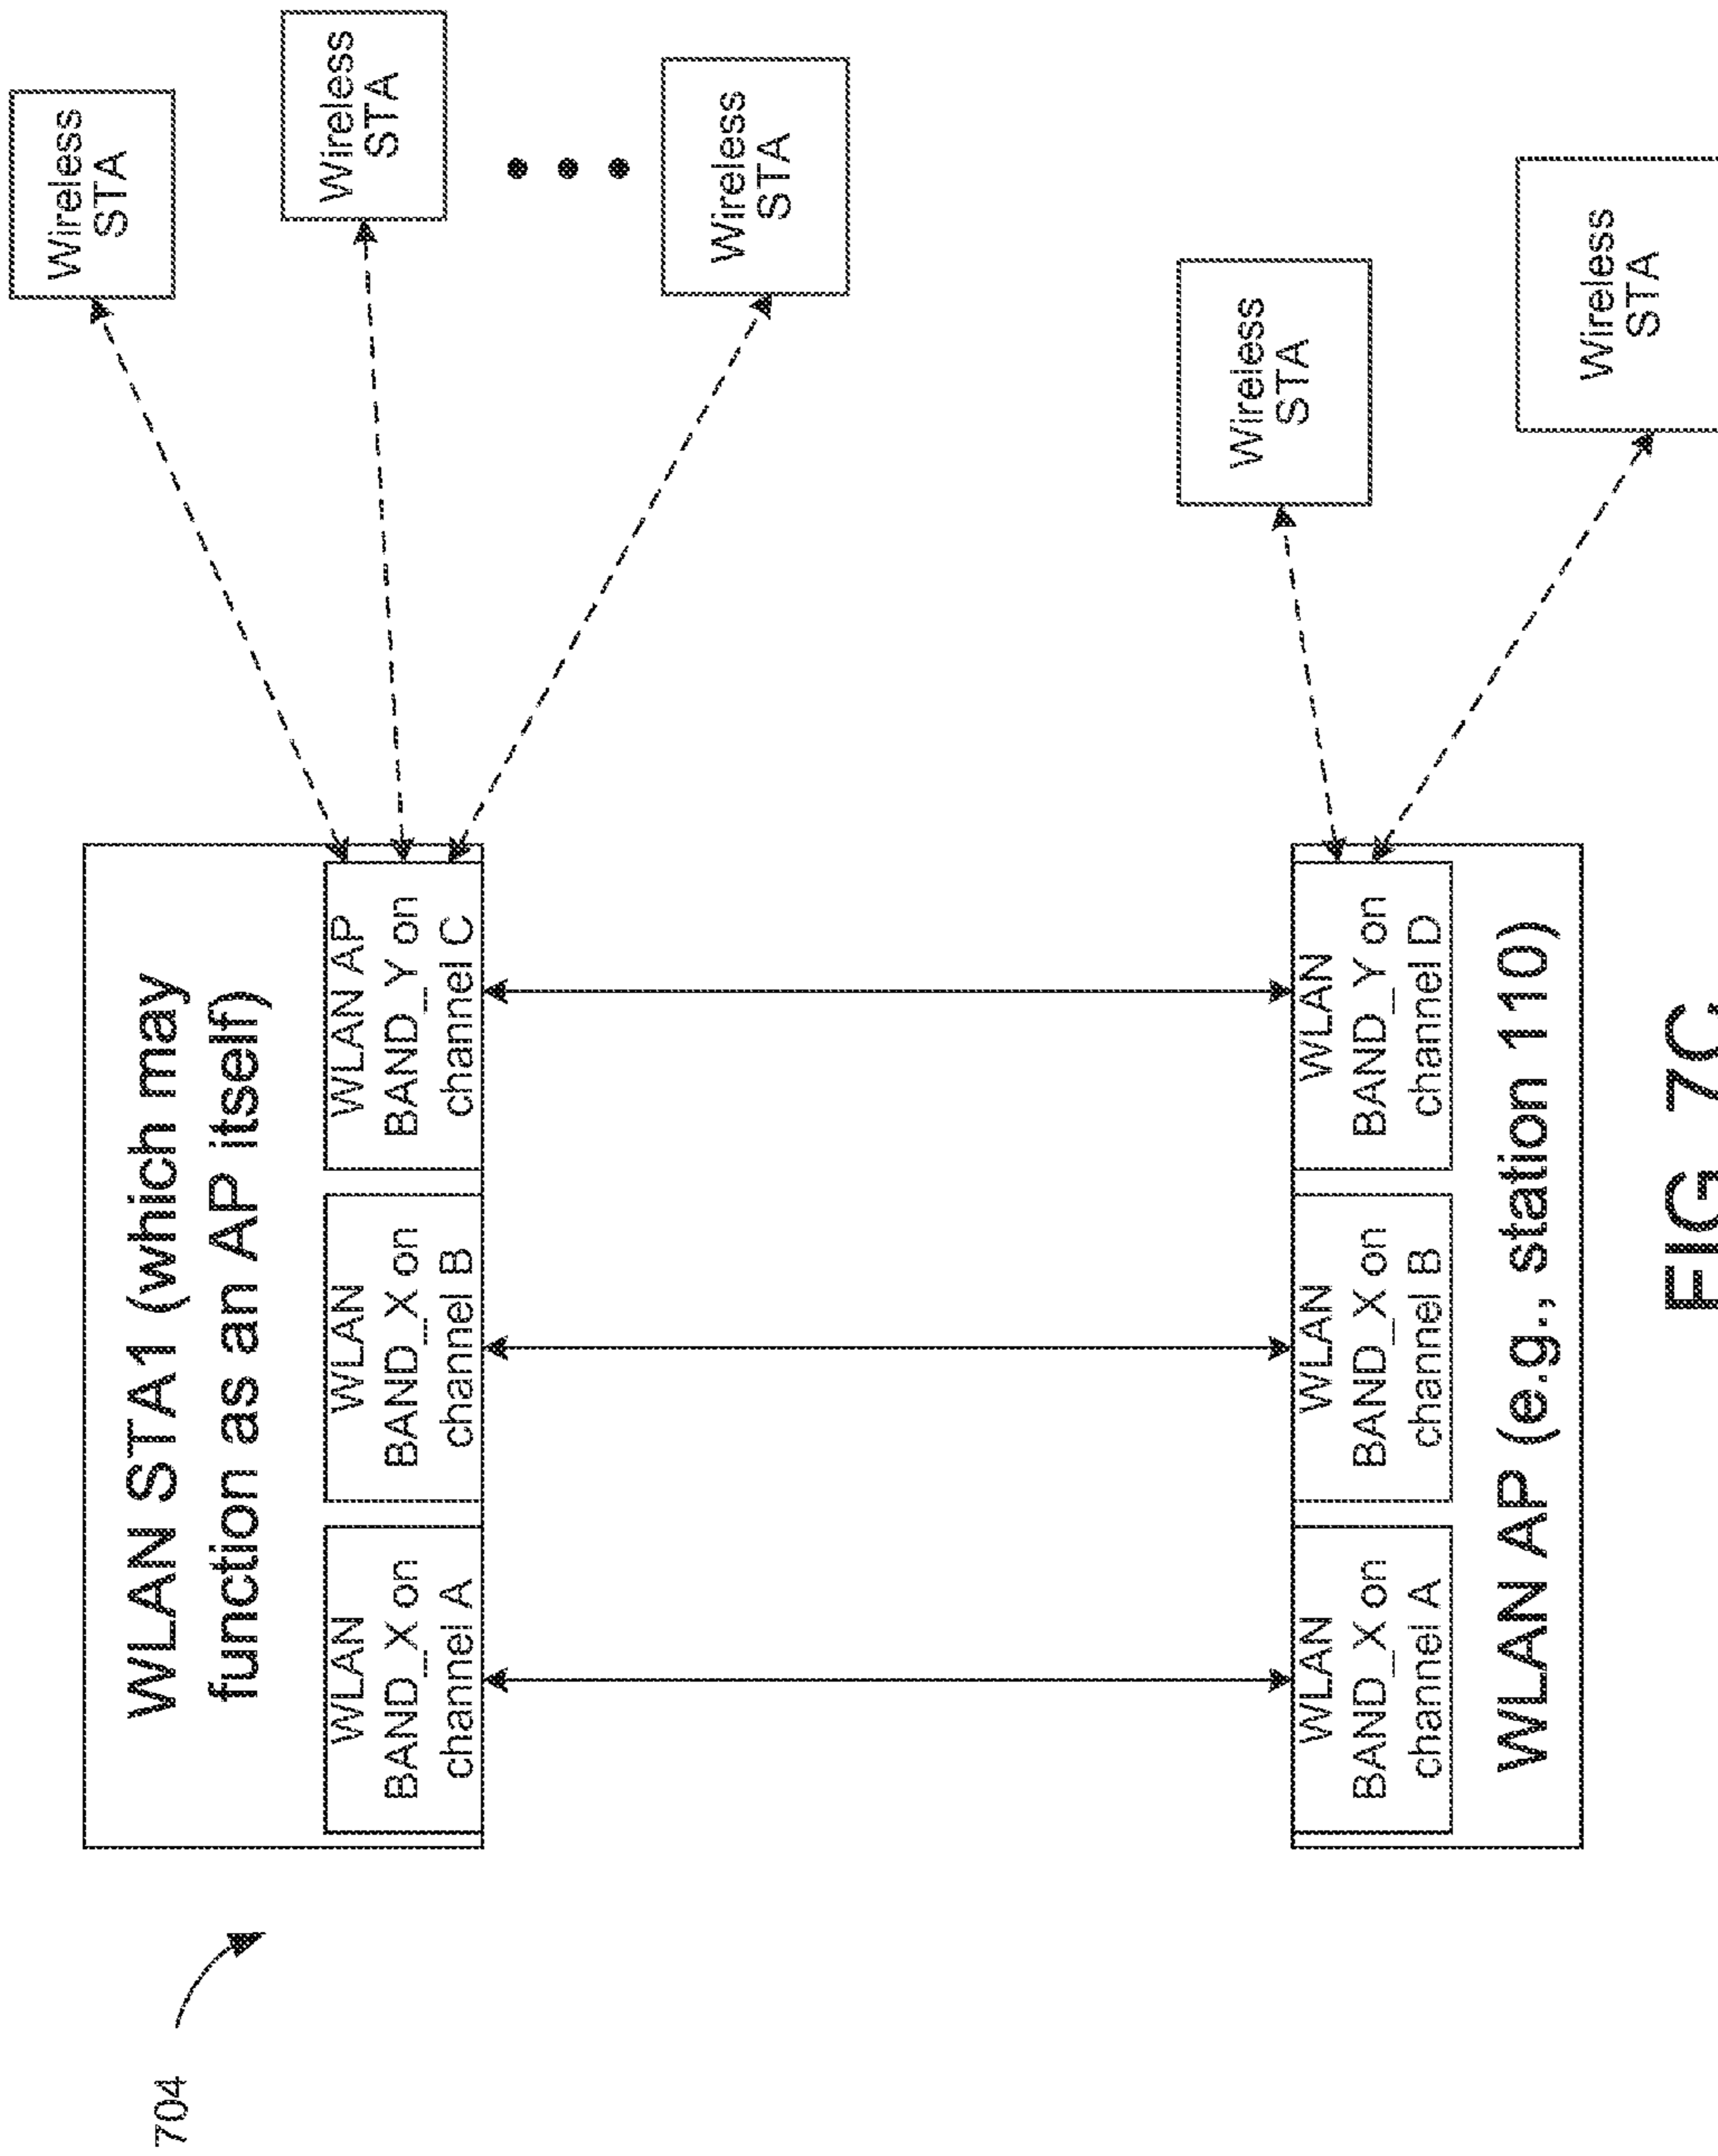 704
WLAN STA1 (which may
function as an AP itself)
WLAN
BAND_X on
channel A
WLAN
BAND_X on
channel B
WLAN AP
BAND_Y on
channel C
Wireless
STA
Wireless
STA
Wireless
STA
WLAN
BAND_X on
channel A
WLAN
BAND_X on
channel B
WLAN
BAND_Y on
channel D
WLAN AP (e.g., station 110)
Wireless
STA
Wireless
STA
FIG. 7C